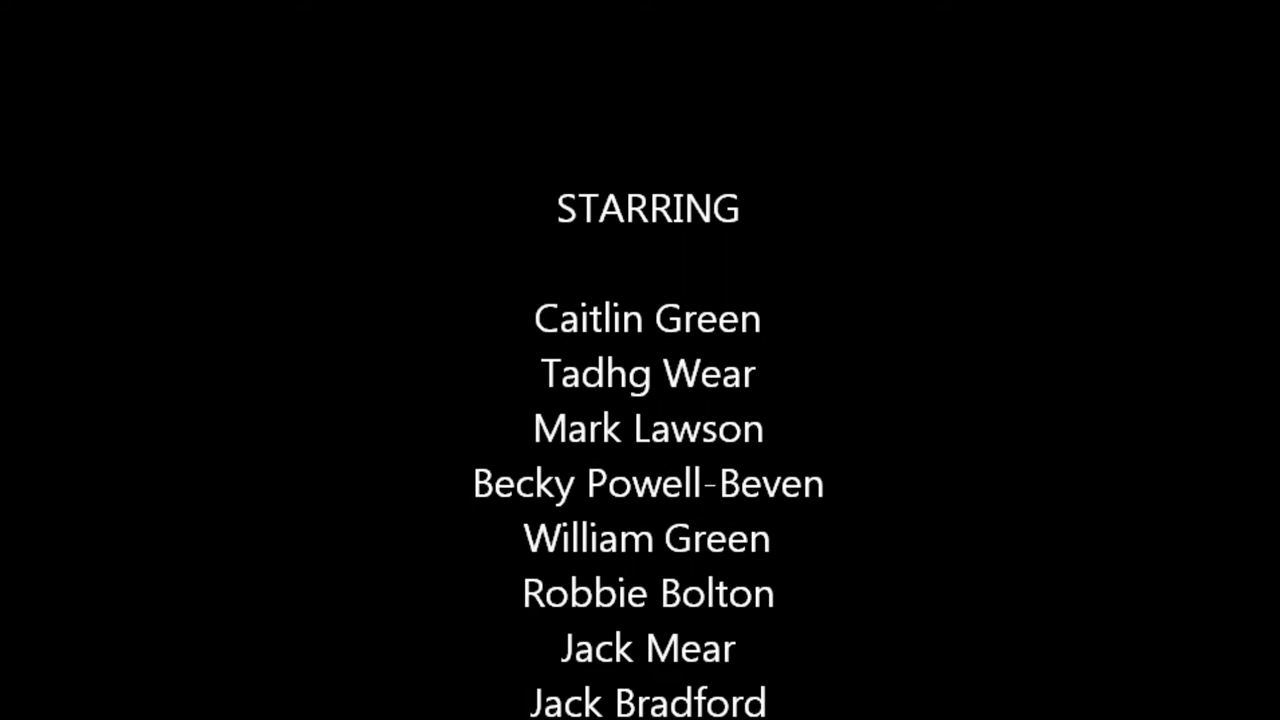 STARRING
Caitlin Green
Tadhg Wear
Mark Lawson
Becky Powell-Beven
William Green
Robbie Bolton
Jack Mear
Jack Bradford